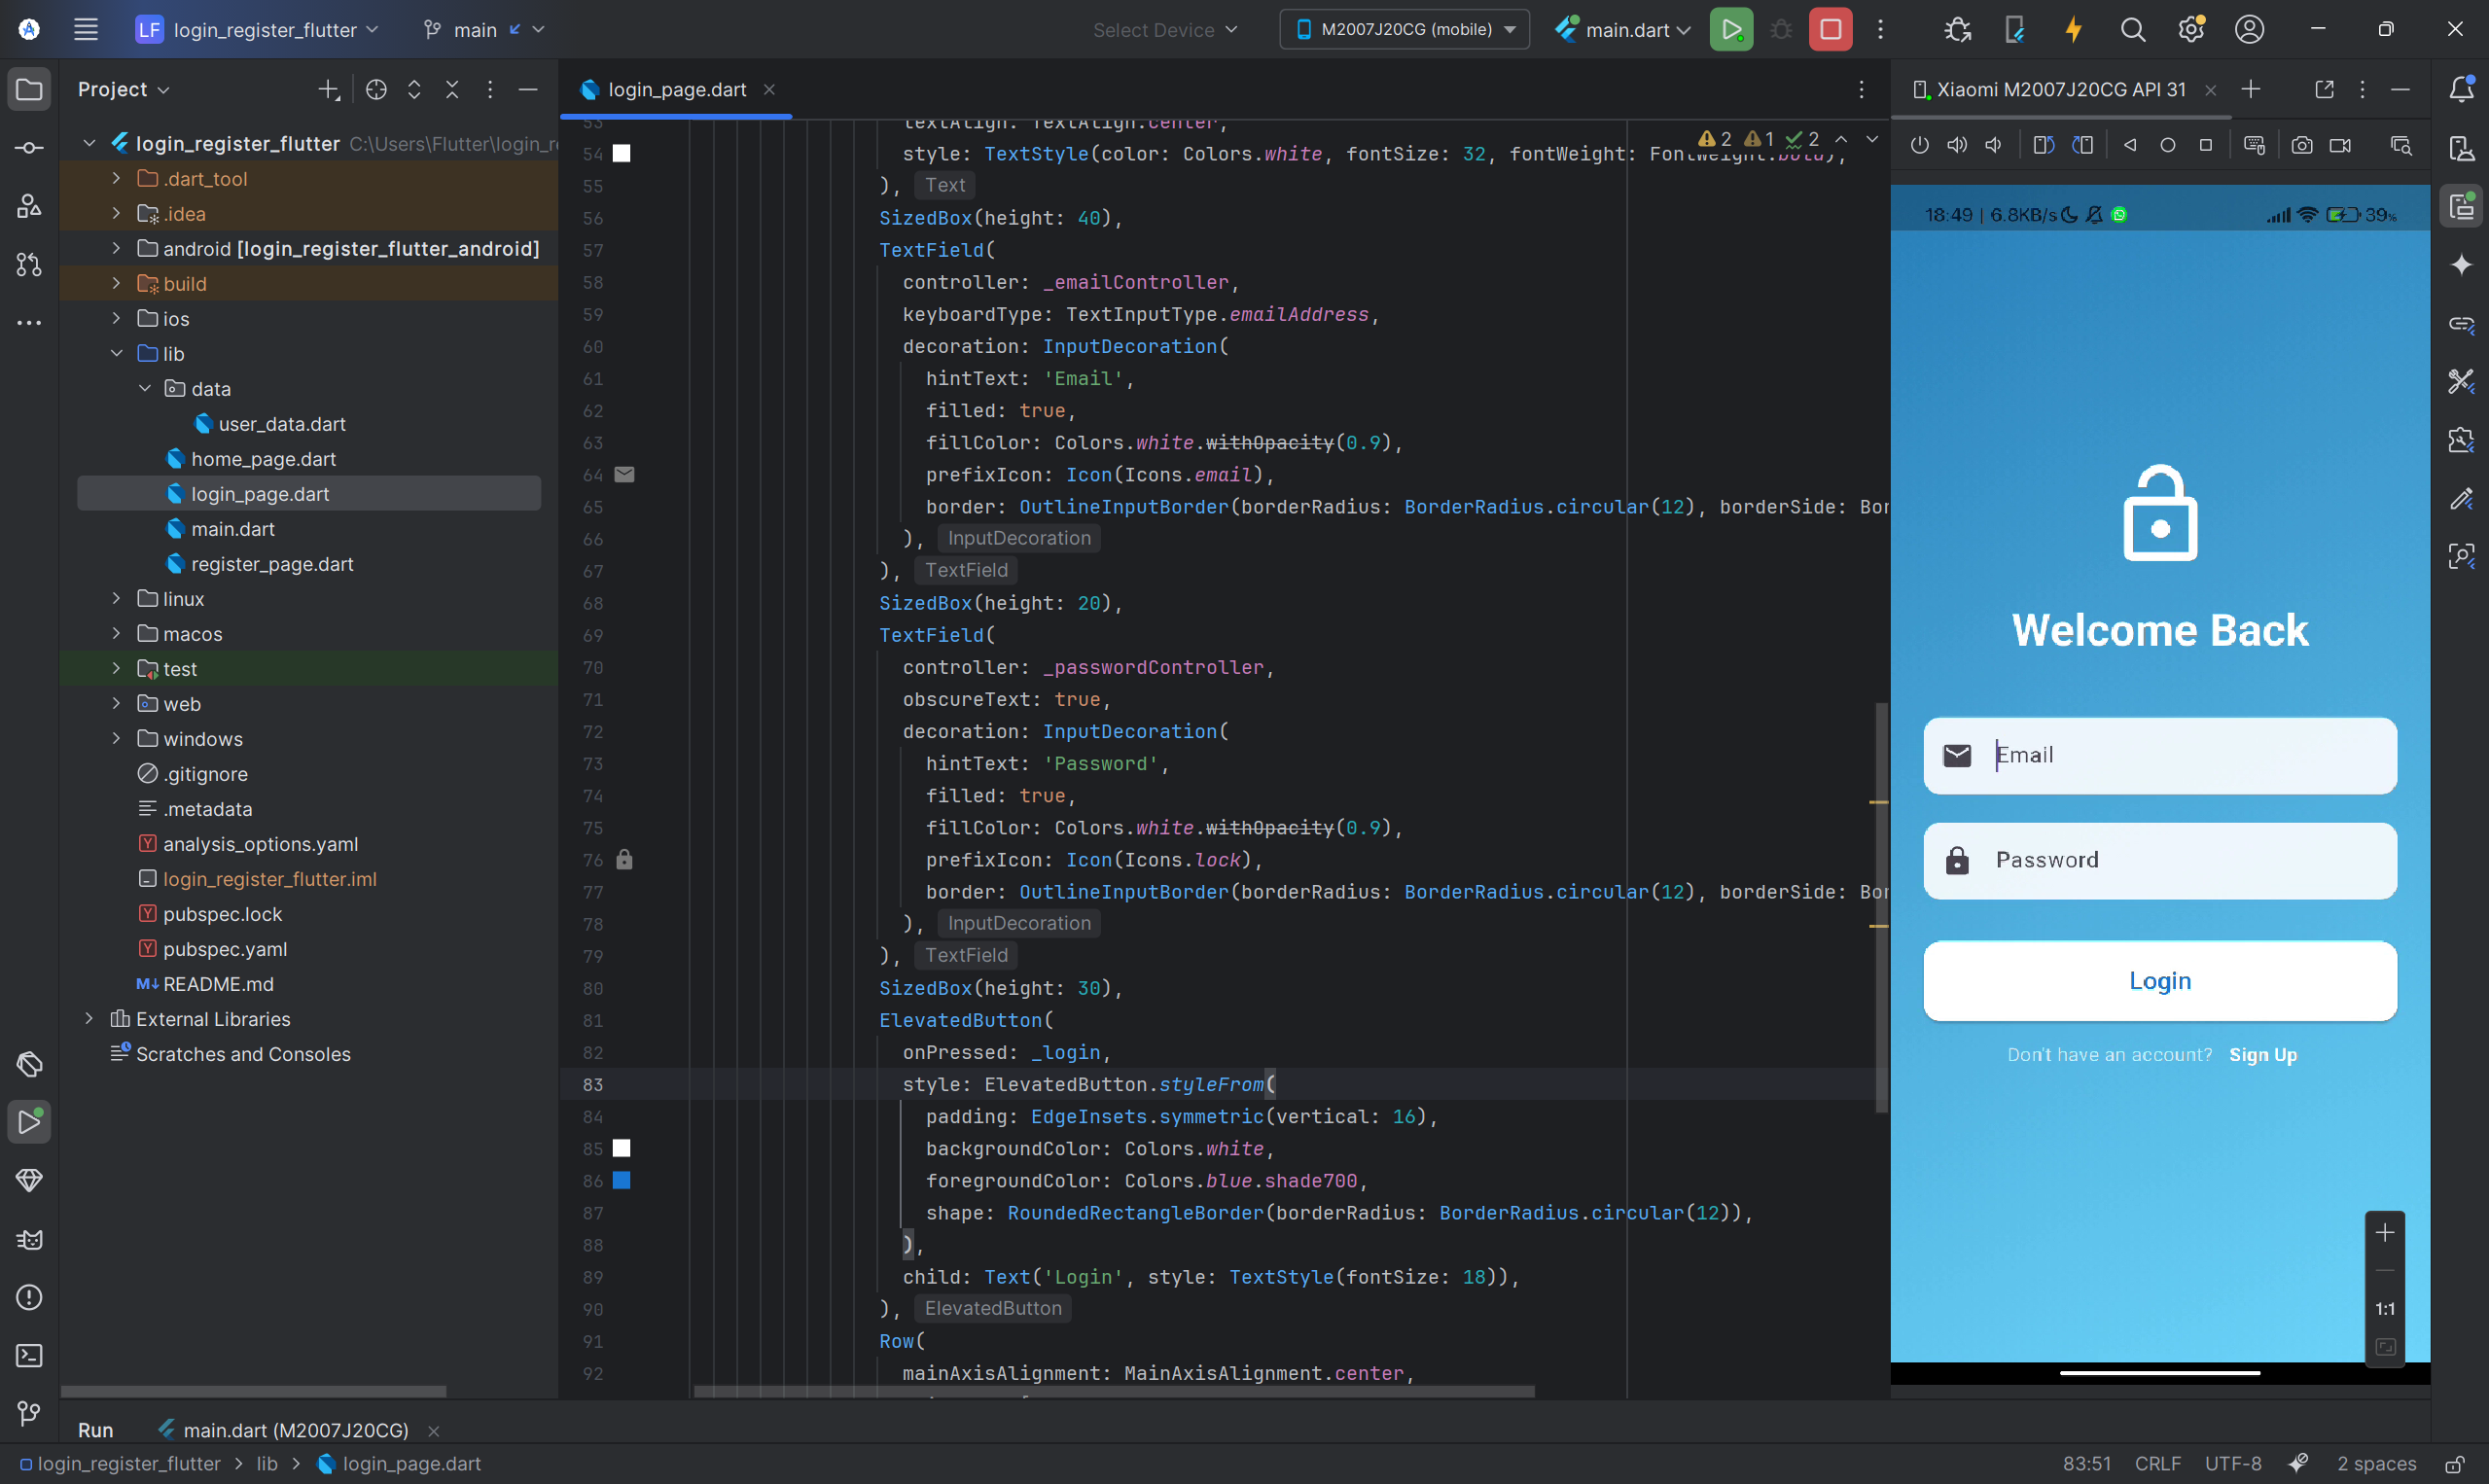 LF login_register_flutter
main
Select Device
M2007J20CG (mobile)
main.dart
Project
login_page.dart
Xiaomi M2007J20CG API 31
login_register_flutter C:\Users\Flutter\login_re
.dart_tool
.idea
android [login_register_flutter_android]
build
ios
lib
data
user_data.dart
home_page.dart
login_page.dart
main.dart
register_page.dart
linux
macos
test
web
windows
.gitignore
.metadata
analysis_options.yaml
login_register_flutter.iml
pubspec.lock
pubspec.yaml
M↓ README.md
External Libraries
Scratches and Consoles
2 1 2
53 textAlign: TextAlign.center,
54 style: TextStyle(color: Colors.white, fontSize: 32, fontWeight: FontWeight.bold),
55 ), Text
56 SizedBox(height: 40),
57 TextField(
58 controller: _emailController,
59 keyboardType: TextInputType.emailAddress,
60 decoration: InputDecoration(
61 hintText: 'Email',
62 filled: true,
63 fillColor: Colors.white.withOpacity(0.9),
64 prefixIcon: Icon(Icons.email),
65 border: OutlineInputBorder(borderRadius: BorderRadius.circular(12), borderSide: Bor
66 ), InputDecoration
67 ), TextField
68 SizedBox(height: 20),
69 TextField(
70 controller: _passwordController,
71 obscureText: true,
72 decoration: InputDecoration(
73 hintText: 'Password',
74 filled: true,
75 fillColor: Colors.white.withOpacity(0.9),
76 prefixIcon: Icon(Icons.lock),
77 border: OutlineInputBorder(borderRadius: BorderRadius.circular(12), borderSide: Bor
78 ), InputDecoration
79 ), TextField
80 SizedBox(height: 30),
81 ElevatedButton(
82 onPressed: _login,
83 style: ElevatedButton.styleFrom(
84 padding: EdgeInsets.symmetric(vertical: 16),
85 backgroundColor: Colors.white,
86 foregroundColor: Colors.blue.shade700,
87 shape: RoundedRectangleBorder(borderRadius: BorderRadius.circular(12)),
88 ),
89 child: Text('Login', style: TextStyle(fontSize: 18)),
90 ), ElevatedButton
91 Row(
92 mainAxisAlignment: MainAxisAlignment.center,
18:49 | 6.8KB/s 39%
Welcome Back
Email
Password
Login
Don't have an account? Sign Up
1:1
Run
main.dart (M2007J20CG)
login_register_flutter > lib > login_page.dart
83:51 CRLF UTF-8 2 spaces